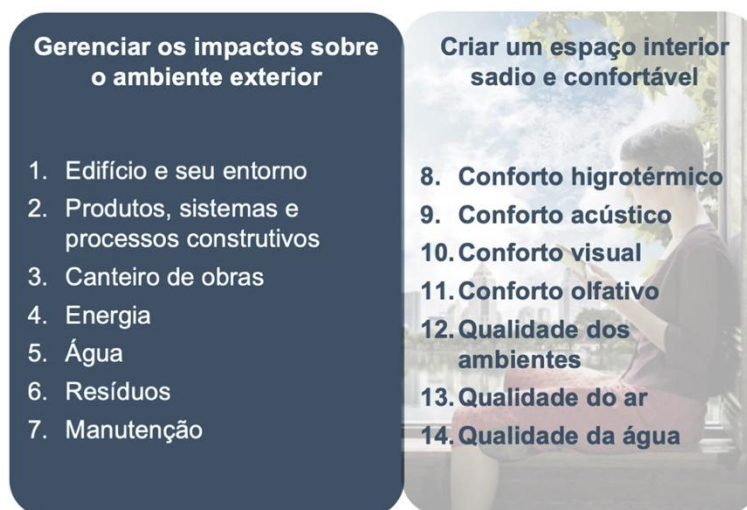 Gerenciar os impactos sobre
o ambiente exterior
1. Edifício e seu entorno
2. Produtos, sistemas e
processos construtivos
3. Canteiro de obras
4. Energia
5. Água
6. Resíduos
7. Manutenção
Criar um espaço interior
sadio e confortável
8. Conforto higrotérmico
9. Conforto acústico
10. Conforto visual
11. Conforto olfativo
12. Qualidade dos
ambientes
13. Qualidade do ar
14. Qualidade da água